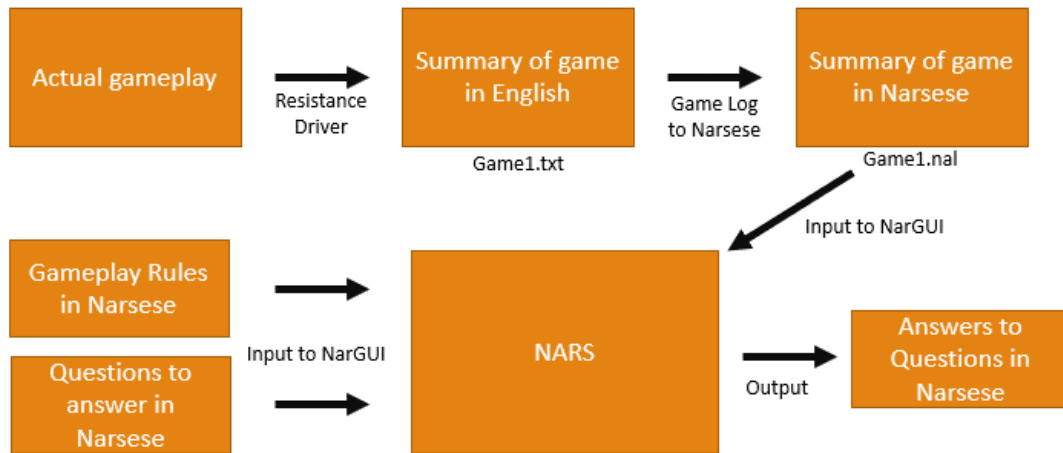 Actual gameplay
Resistance
Driver
Summary of game
in English
Game1.txt
Game Log
to Narsese
Summary of game
in Narsese
Game1.nal
Input to NarGUI
Gameplay Rules
in Narsese
Input to NarGUI
Questions to
answer in
Narsese
NARS
Output
Answers to
Questions in
Narsese